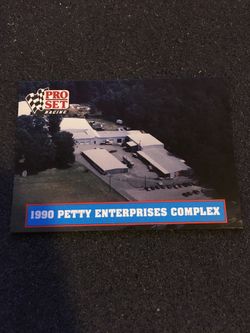 PRO
SET
RACING
1990 PETTY ENTERPRISES COMPLEX